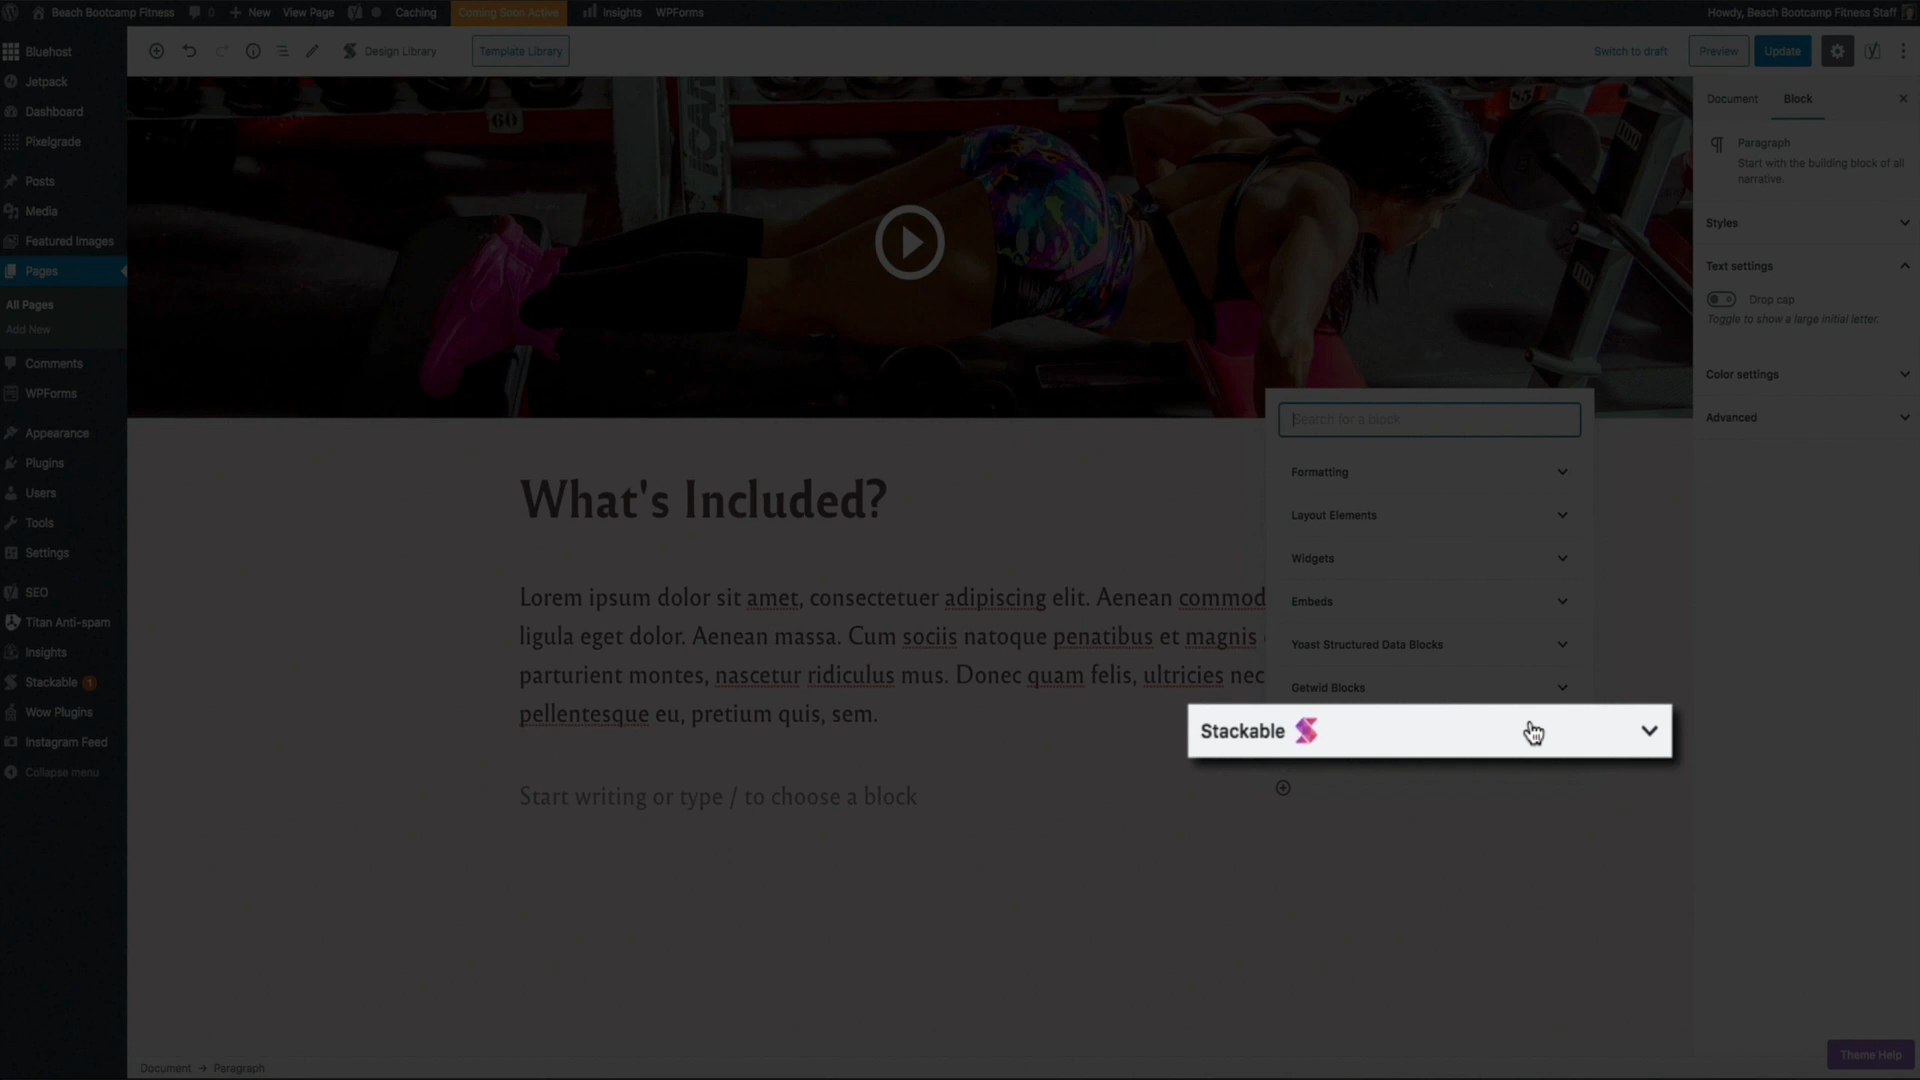 Beach Bootcamp Fitness 0 New View Page Caching Coming Soon Active Insights WPForms Howdy, Beach Bootcamp Fitness Staff
Bluehost
Jetpack
Dashboard
Pixelgrade
Posts
Media
Featured Images
Pages
All Pages
Add New
Comments
WPForms
Appearance
Plugins
Users
Tools
Settings
SEO
Titan Anti-spam
Insights
Stackable 1
Wow Plugins
Instagram Feed
Collapse menu
Design Library Template Library Switch to draft Preview Update
60
85
What's Included?
Lorem ipsum dolor sit amet, consectetuer adipiscing elit. Aenean commod
ligula eget dolor. Aenean massa. Cum sociis natoque penatibus et magnis
parturient montes, nascetur ridiculus mus. Donec quam felis, ultricies nec
pellentesque eu, pretium quis, sem.
Start writing or type / to choose a block
Search for a block
Formatting
Layout Elements
Widgets
Embeds
Yoast Structured Data Blocks
Getwid Blocks
Stackable
Document Block
Paragraph
Start with the building block of all
narrative.
Styles
Text settings
Drop cap
Toggle to show a large initial letter.
Color settings
Advanced
Document → Paragraph
Theme Help